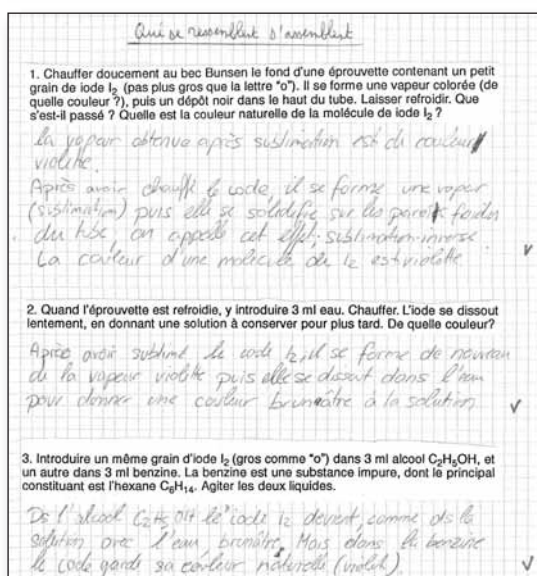 Qui se ressemblent s'assemblent
1. Chauffer doucement au bec Bunsen le fond d'une éprouvette contenant un petit
grain de iode I₂ (pas plus gros que la lettre "o"). Il se forme une vapeur colorée (de
quelle couleur ?), puis un dépôt noir dans le haut du tube. Laisser refroidir. Que
s'est-il passé ? Quelle est la couleur naturelle de la molécule de iode I₂ ?
la vapeur obtenue après sublimation est de couleur
violette.
Après avoir chauffé le iode, il se forme une vapeur
(sublimation) puis elle se solidifie sur les parois froides
du tube, on appelle cet effet: sublimation-inverse
La couleur d'une molécule de I₂ est violette
2. Quand l'éprouvette est refroidie, y introduire 3 ml eau. Chauffer. L'iode se dissout
lentement, en donnant une solution à conserver pour plus tard. De quelle couleur?
Après avoir sublimé le iode I₂, il se forme de nouveau
de la vapeur violette puis elle se dissout dans l'eau
pour donner une couleur brunâtre à la solution
3. Introduire un même grain d'iode I₂ (gros comme "o") dans 3 ml alcool C₂H₅OH, et
un autre dans 3 ml benzine. La benzine est une substance impure, dont le principal
constituant est l'hexane C₆H₁₄. Agiter les deux liquides.
Ds l'alcool C₂H₅OH le iode I₂ devient, comme ds la
solution avec l'eau brunâtre. Mais dans la benzine
le iode garde sa couleur naturelle (violet).